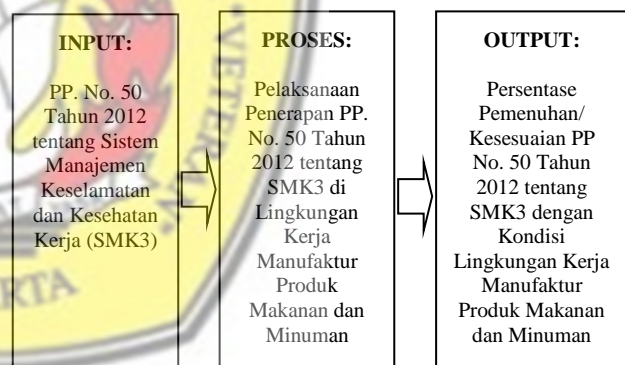 INPUT:
PP. No. 50
Tahun 2012
tentang Sistem
Manajemen
Keselamatan
dan Kesehatan
Kerja (SMK3)
PROSES:
Pelaksanaan
Penerapan PP.
No. 50 Tahun
2012 tentang
SMK3 di
Lingkungan
Kerja
Manufaktur
Produk
Makanan dan
Minuman
OUTPUT:
Persentase
Pemenuhan/
Kesesuaian PP
No. 50 Tahun
2012 tentang
SMK3 dengan
Kondisi
Lingkungan Kerja
Manufaktur
Produk Makanan
dan Minuman
"VETERAN"